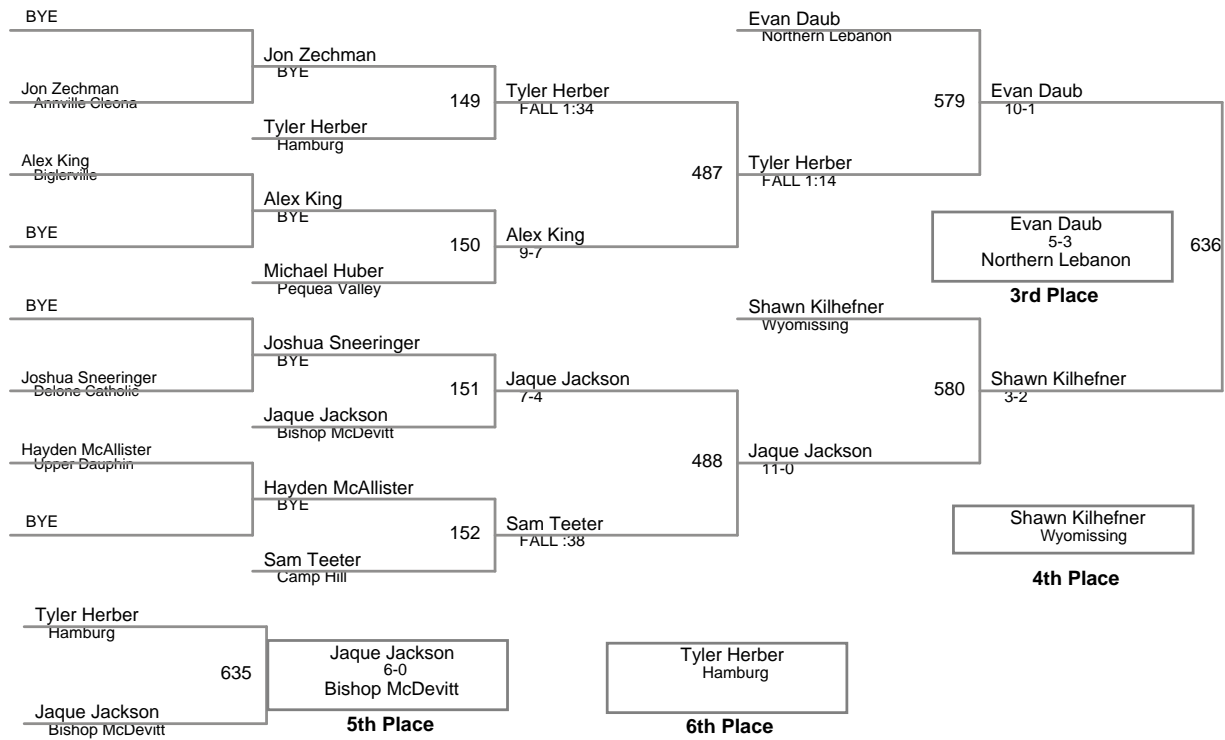 BYE
Jon Zechman
Annville Cleona
Alex King
Biglerville
BYE
BYE
Joshua Sneeringer
Delone Catholic
Hayden McAllister
Upper Dauphin
BYE
Jon Zechman
BYE
149
Tyler Herber
Hamburg
Alex King
BYE
150
Michael Huber
Pequea Valley
Joshua Sneeringer
BYE
151
Jaque Jackson
Bishop McDevitt
Hayden McAllister
BYE
152
Sam Teeter
Camp Hill
Tyler Herber
FALL 1:34
487
Alex King
9-7
Jaque Jackson
7-4
488
Sam Teeter
FALL :38
Evan Daub
Northern Lebanon
579
Tyler Herber
FALL 1:14
Shawn Kilhefner
Wyomissing
580
Jaque Jackson
11-0
Evan Daub
10-1
636
Shawn Kilhefner
3-2
Evan Daub
5-3
Northern Lebanon
3rd Place
Shawn Kilhefner
Wyomissing
4th Place
Tyler Herber
Hamburg
635
Jaque Jackson
Bishop McDevitt
Jaque Jackson
6-0
Bishop McDevitt
5th Place
Tyler Herber
Hamburg
6th Place